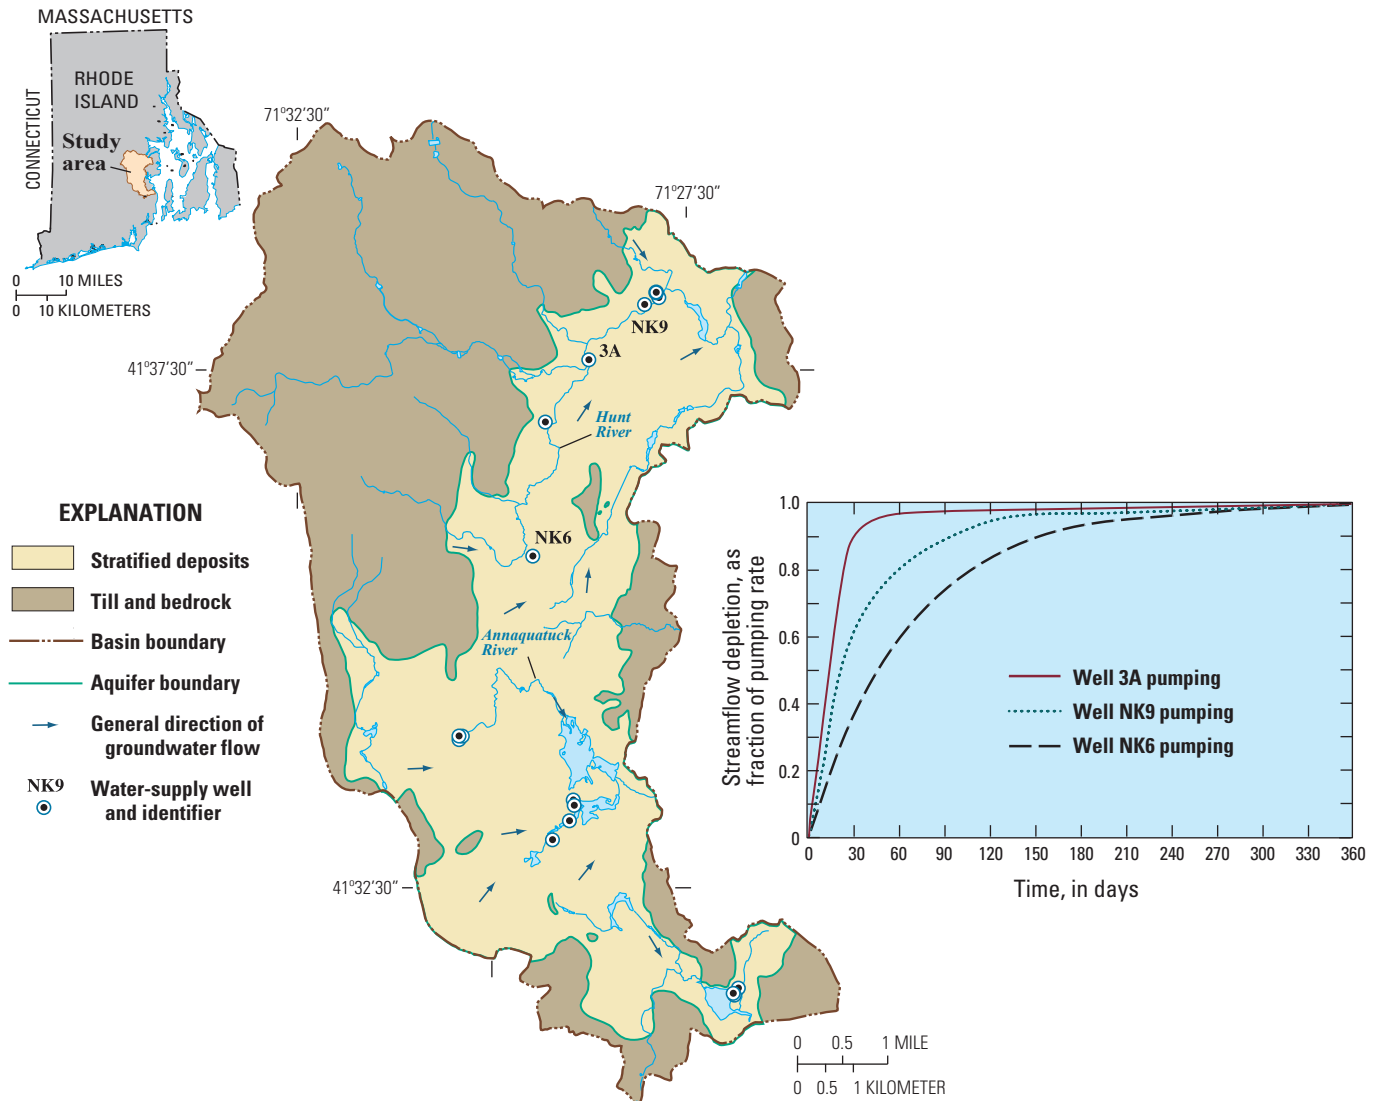 MASSACHUSETTS
CONNECTICUT
RHODE
ISLAND
Study
area
0 10 MILES
0 10 KILOMETERS
71°32'30"
71°27'30"
41°37'30"
NK9
3A
Hunt
River
NK6
Annaquatuck
River
41°32'30"
EXPLANATION
Stratified deposits
Till and bedrock
Basin boundary
Aquifer boundary
General direction of
groundwater flow
NK9 Water-supply well
and identifier
Streamflow depletion, as
fraction of pumping rate
1.0
0.8
0.6
0.4
0.2
0
Well 3A pumping
Well NK9 pumping
Well NK6 pumping
0 30 60 90 120 150 180 210 240 270 300 330 360
Time, in days
0 0.5 1 MILE
0 0.5 1 KILOMETER